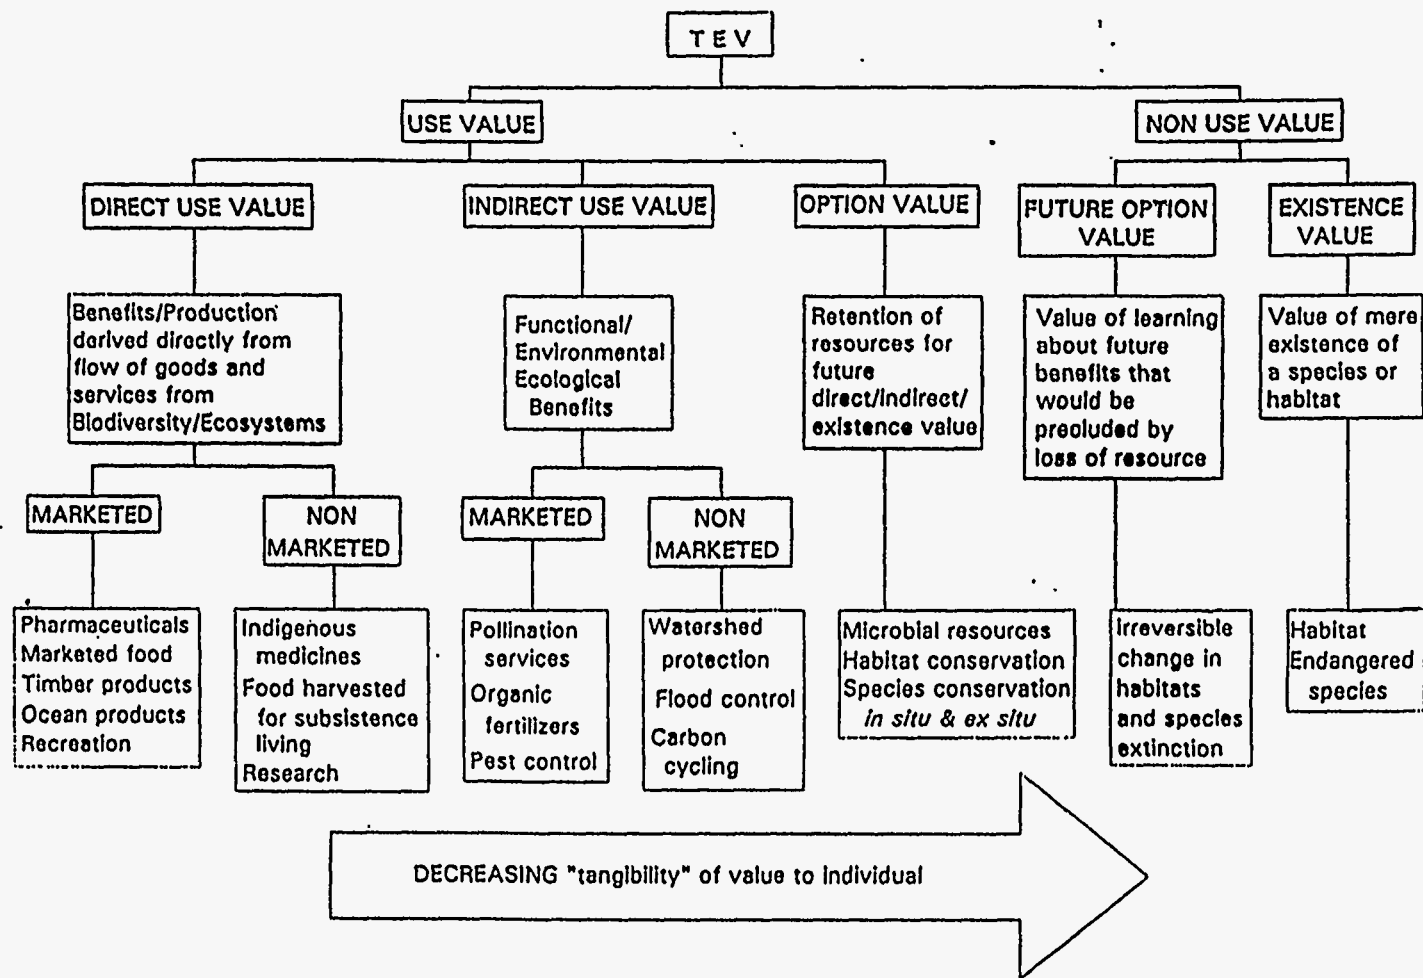 TEV
USE VALUE
NON USE VALUE
DIRECT USE VALUE
INDIRECT USE VALUE
OPTION VALUE
FUTURE OPTION
VALUE
EXISTENCE
VALUE
Benefits/Production
derived directly from
flow of goods and
services from
Biodiversity/Ecosystems
Functional/
Environmental
Ecological
Benefits
Retention of
resources for
future
direct/indirect/
existence value
Value of learning
about future
benefits that
would be
precluded by
loss of resource
Value of mere
existence of
a species or
habitat
MARKETED
NON
MARKETED
MARKETED
NON
MARKETED
Pharmaceuticals
Marketed food
Timber products
Ocean products
Recreation
Indigenous
medicines
Food harvested
for subsistence
living
Research
Pollination
services
Organic
fertilizers
Pest control
Watershed
protection
Flood control
Carbon
cycling
Microbial resources
Habitat conservation
Species conservation
in situ & ex situ
Irreversible
change in
habitats
and species
extinction
Habitat
Endangered
species
DECREASING "tangibility" of value to individual